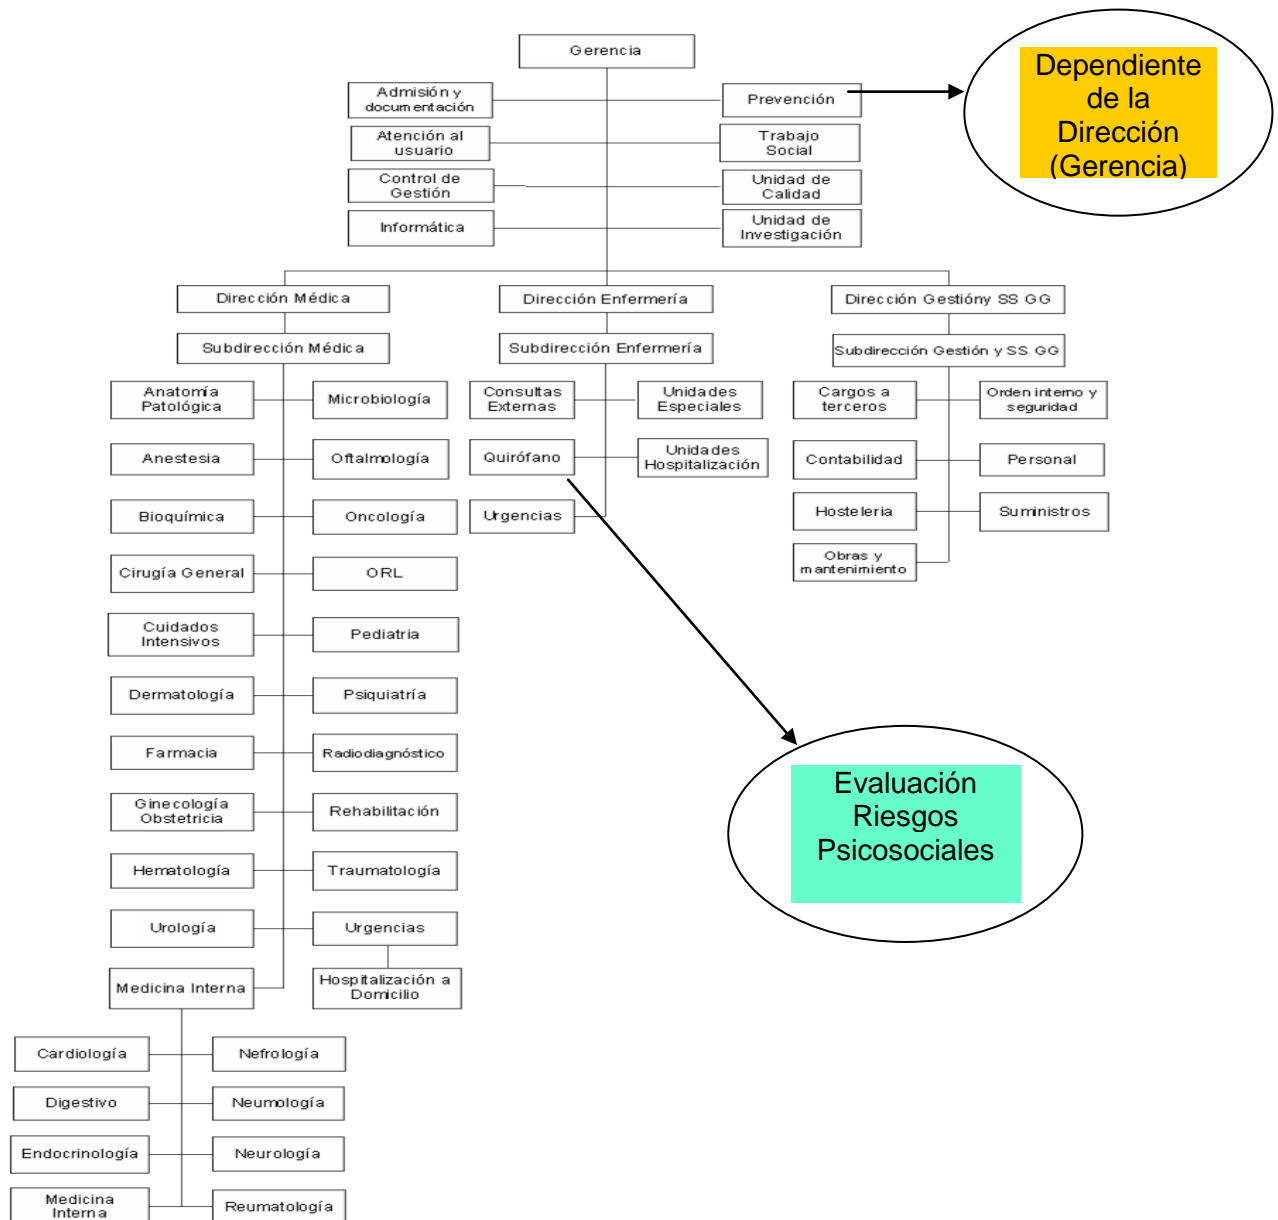 Gerencia
Admisión y
documentación
Prevención
Dependiente
de la
Dirección
(Gerencia)
Atención al
usuario
Trabajo
Social
Control de
Gestión
Unidad de
Calidad
Informática
Unidad de
Investigación
Dirección Médica
Dirección Enfermería
Dirección Gestióny SS GG
Subdirección Médica
Subdirección Enfermería
Subdirección Gestión y SS GG
Anatomía
Patológica
Microbiología
Anestesia
Oftalmología
Bioquímica
Oncología
Cirugía General
ORL
Cuidados
Intensivos
Pediatria
Dermatología
Psiquiatría
Farmacia
Radiodiagnóstico
Ginecología
Obstetricia
Rehabilitación
Hematología
Traumatología
Urología
Urgencias
Medicina Interna
Hospitalización a
Domicilio
Cardiología
Nefrología
Digestivo
Neumología
Endocrinología
Neurología
Medicina
Interna
Reumatología
Consultas
Externas
Unidades
Especiales
Quirófano
Unidades
Hospitalización
Urgencias
Cargos a
terceros
Orden interno y
seguridad
Contabilidad
Personal
Hosteleria
Suministros
Obras y
mantenimiento
Evaluación
Riesgos
Psicosociales